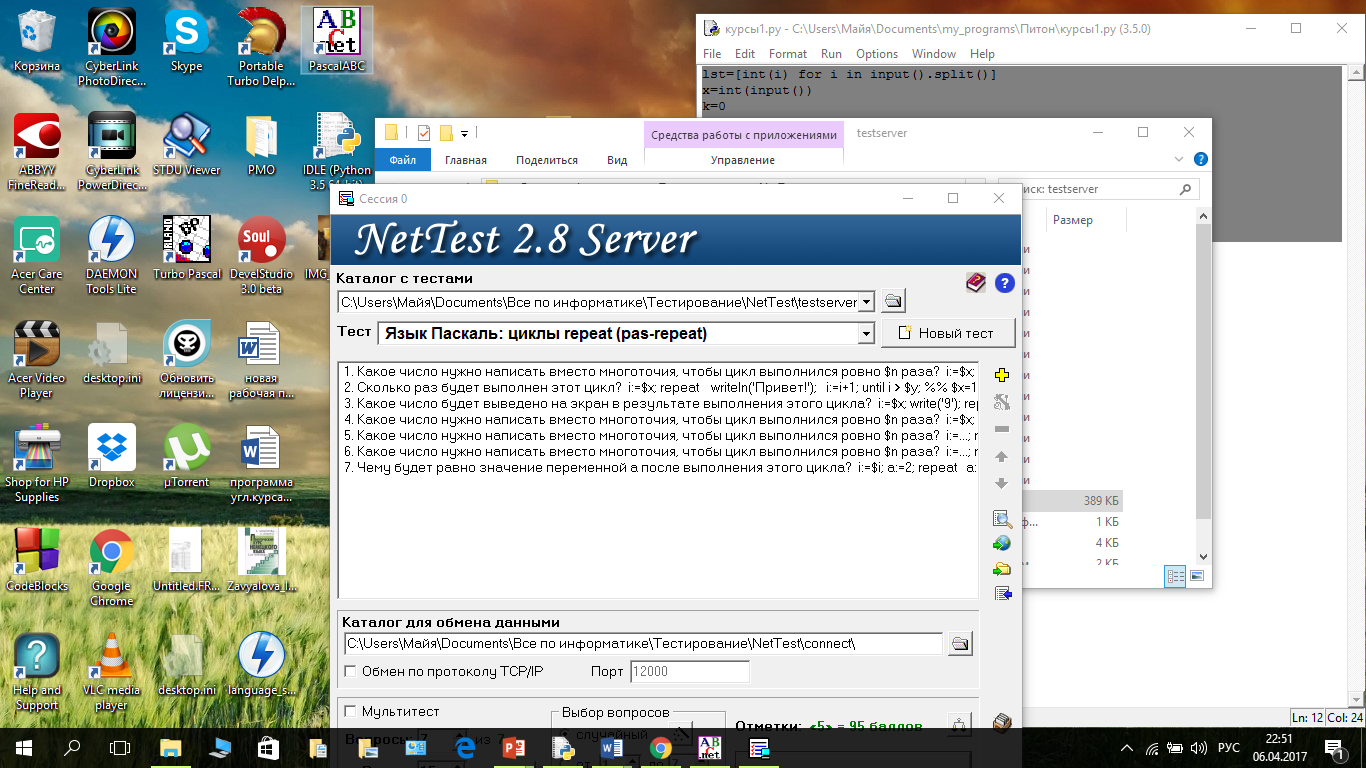 Корзина
CyberLink PhotoDirec...
Skype
Portable Turbo Delp...
PascalABC
ABBYY FineRead...
CyberLink PowerDirec...
STDU Viewer
PMO
IDLE (Python
Acer Care Center
DAEMON Tools Lite
Turbo Pascal
DevelStudio 3.0 beta
IMG_
Acer Video Player
desktop.ini
Обновить лицензи...
новая рабочая п...
Shop for HP Supplies
Dropbox
µTorrent
программа угл.курса...
CodeBlocks
Google Chrome
Untitled.FR...
Zavyalova_I...
Help and Support
VLC media player
desktop.ini
language_s...
курсы1.py - C:\Users\Майя\Documents\my_programs\Питон\курсы1.py (3.5.0)
File Edit Format Run Options Window Help
lst=[int(i) for i in input().split()]
x=int(input())
k=0
Средства работы с приложениями
testserver
Файл Главная Поделиться Вид Управление
иск: testserver
Размер
389 КБ
1 КБ
4 КБ
2 КБ
Сессия 0
NetTest 2.8 Server
Каталог с тестами
C:\Users\Майя\Documents\Все по информатике\Тестирование\NetTest\testserver
Тест Язык Паскаль: циклы repeat (pas-repeat) Новый тест
1. Какое число нужно написать вместо многоточия, чтобы цикл выполнился ровно $n раза? i:=$x;
2. Сколько раз будет выполнен этот цикл? i:=$x; repeat writeln('Привет!'); i:=i+1; until i > $y; %% $x=1
3. Какое число будет выведено на экран в результате выполнения этого цикла? i:=$x; write('9'); rep
4. Какое число нужно написать вместо многоточия, чтобы цикл выполнился ровно $n раза? i:=$x;
5. Какое число нужно написать вместо многоточия, чтобы цикл выполнился ровно $n раза? i:=...; r
6. Какое число нужно написать вместо многоточия, чтобы цикл выполнился ровно $n раза? i:=...; r
7. Чему будет равно значение переменной a после выполнения этого цикла? i:=$i; a:=2; repeat a:
Каталог для обмена данными
C:\Users\Майя\Documents\Все по информатике\Тестирование\NetTest\connect\
Обмен по протоколу TCP/IP Порт 12000
Мультитест
Выбор вопросов
Отметки: <5> = 95 баллов
случайный
Вопросы: 7 из 7
Ln: 12 Col: 24
РУС
22:51
06.04.2017